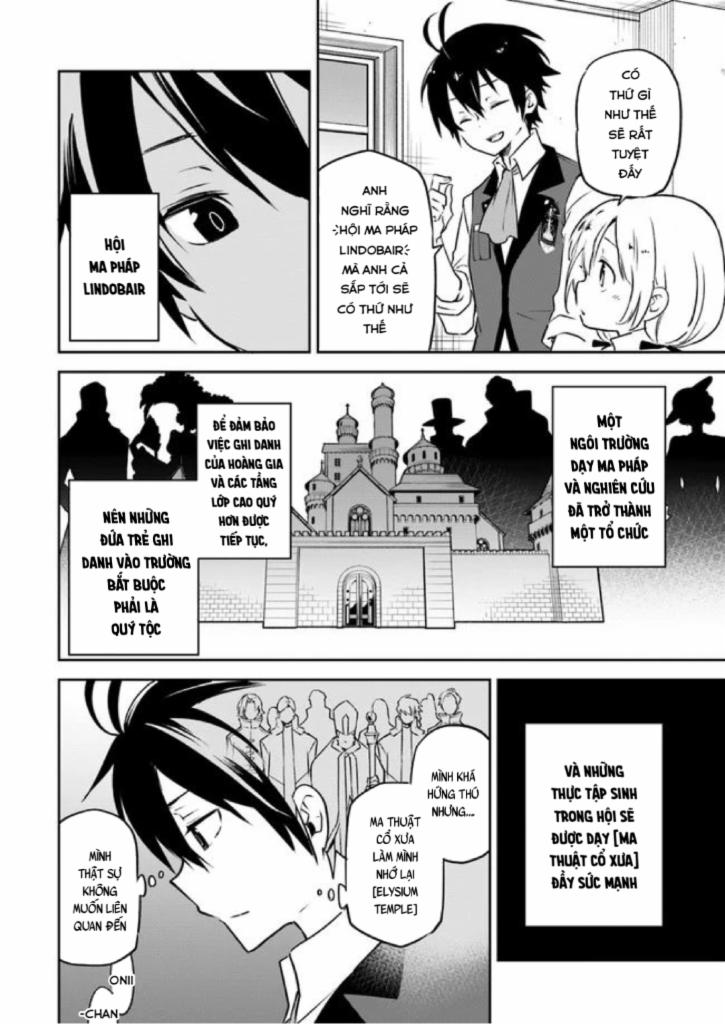 CÓ
THỨ GÌ
NHƯ THẾ
SẼ RẤT
TUYỆT
ĐẤY
ANH
NGHĨ RẰNG
HỘI MA PHÁP
LINDOBAIR
MÀ ANH CẢ
SẮP TỚI SẼ
CÓ THỨ NHƯ
THẾ
HỘI
MA PHÁP
LINDOBAIR
MỘT
NGÔI TRƯỜNG
DẠY MA PHÁP
VÀ NGHIÊN CỨU
ĐÃ TRỞ THÀNH
MỘT TỔ CHỨC
ĐỂ ĐẢM BẢO
VIỆC GHI DANH
CỦA HOÀNG GIA
VÀ CÁC TẦNG
LỚP CAO QUÝ
HƠN ĐƯỢC
TIẾP TỤC,
NÊN NHỮNG
ĐỨA TRẺ GHI
DANH VÀO TRƯỜNG
BẮT BUỘC
PHẢI LÀ
QUÝ TỘC
VÀ NHỮNG
THỰC TẬP SINH
TRONG HỘI SẼ
ĐƯỢC DẠY [MA
THUẬT CỔ XƯA]
ĐẦY SỨC MẠNH
MÌNH KHÁ
HỨNG THÚ
NHƯNG....
MA THUẬT
CỔ XƯA
LÀM MÌNH
NHỚ LẠI
[ELYSIUM
TEMPLE]
MÌNH
THẬT SỰ
KHÔNG
MUỐN LIÊN
QUAN ĐẾN
ONII
-CHAN